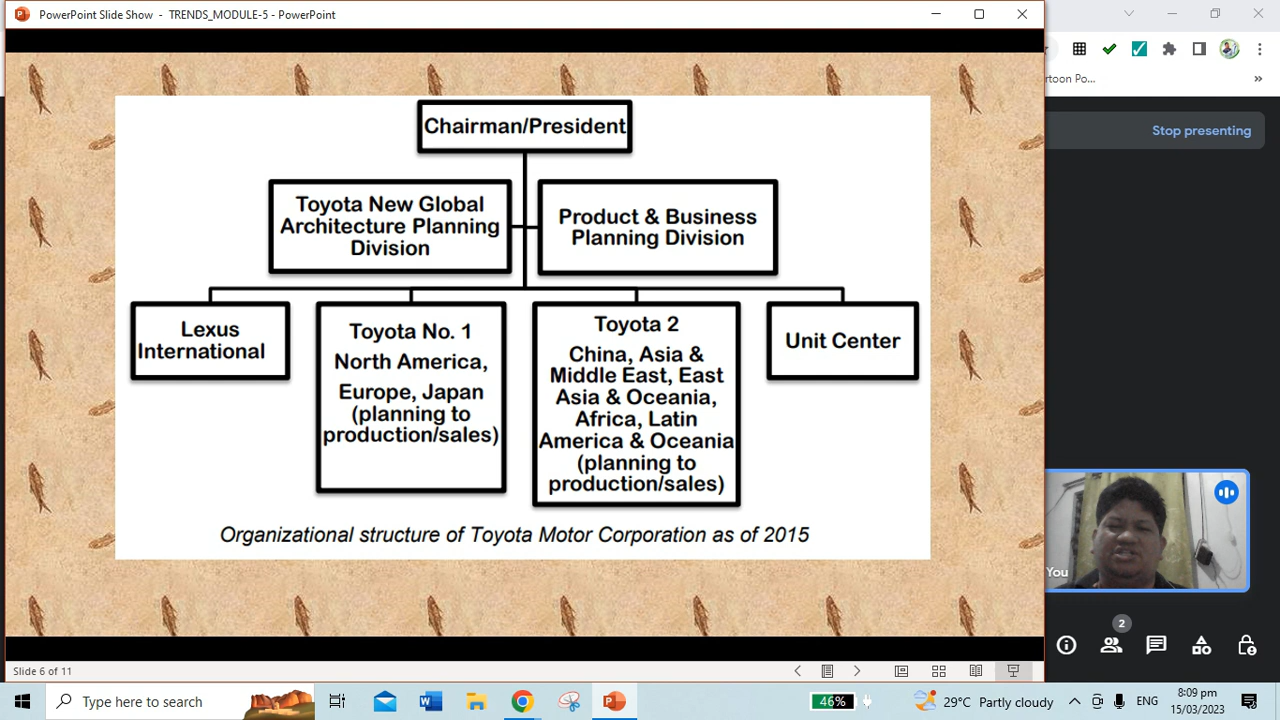 PowerPoint Slide Show - TRENDS_MODULE-5 - PowerPoint
Chairman/President
Toyota New Global
Architecture Planning
Division
Product & Business
Planning Division
Lexus
International
Toyota No. 1
North America,
Europe, Japan
(planning to
production/sales)
Toyota 2
China, Asia &
Middle East, East
Asia & Oceania,
Africa, Latin
America & Oceania
(planning to
production/sales)
Unit Center
Organizational structure of Toyota Motor Corporation as of 2015
rtoon Po...
Stop presenting
You
2
Slide 6 of 11
Type here to search
46%
29°C Partly cloudy
ENG
8:09 pm
15/03/2023